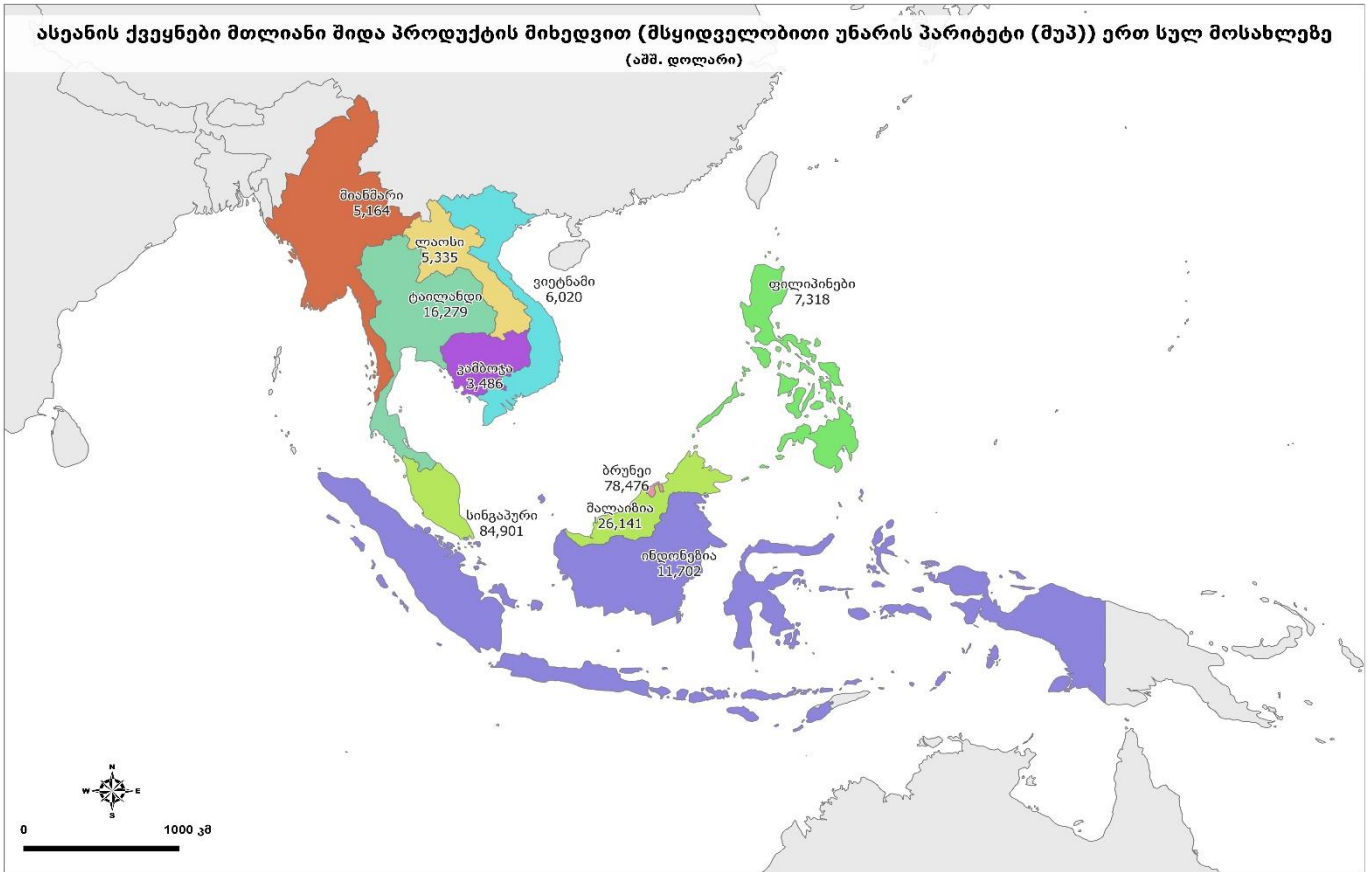 ასეანის ქვეყნები მთლიანი შიდა პროდუქტის მიხედვით (მსყიდველობითი უნარის პარიტეტი (მუპ)) ერთ სულ მოსახლეზე
(აშშ. დოლარი)
მიანმარი
5,164
ლაოსი
5,335
ვიეტნამი
6,020
ტაილანდი
16,279
ფილიპინები
7,318
კამბოჯა
3,486
ბრუნეი
78,476
მალაიზია
26,141
სინგაპური
84,901
ინდონეზია
11,702
N
W E
S
0 1000 კმ